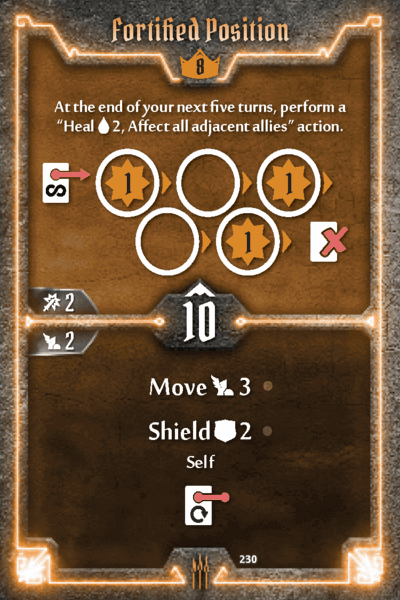 Fortified Position
8
At the end of your next five turns, perform a
“Heal 2, Affect all adjacent allies” action.
1 1
1
2
10
2
Move 3
Shield 2
Self
230